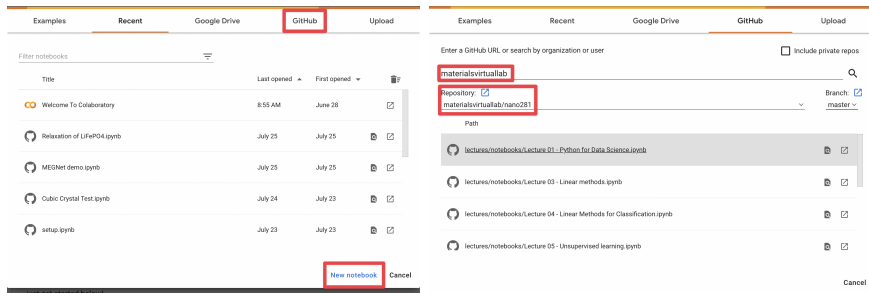 Examples Recent Google Drive GitHub Upload
Filter notebooks
Title Last opened First opened
Welcome To Colaboratory 8:55 AM June 28
Relaxation of LiFePO4.ipynb July 25 July 25
MEGNet demo.ipynb July 25 July 25
Cubic Crystal Test.ipynb July 24 July 23
setup.ipynb July 23 July 23
New notebook Cancel
Examples Recent Google Drive GitHub Upload
Enter a GitHub URL or search by organization or user Include private repos
materialsvirtuallab
Repository: Branch:
materialsvirtuallab/nano281 master
Path
lectures/notebooks/Lecture 01 - Python for Data Science.ipynb
lectures/notebooks/Lecture 03 - Linear methods.ipynb
lectures/notebooks/Lecture 04 - Linear Methods for Classification.ipynb
lectures/notebooks/Lecture 05 - Unsupervised learning.ipynb
Cancel